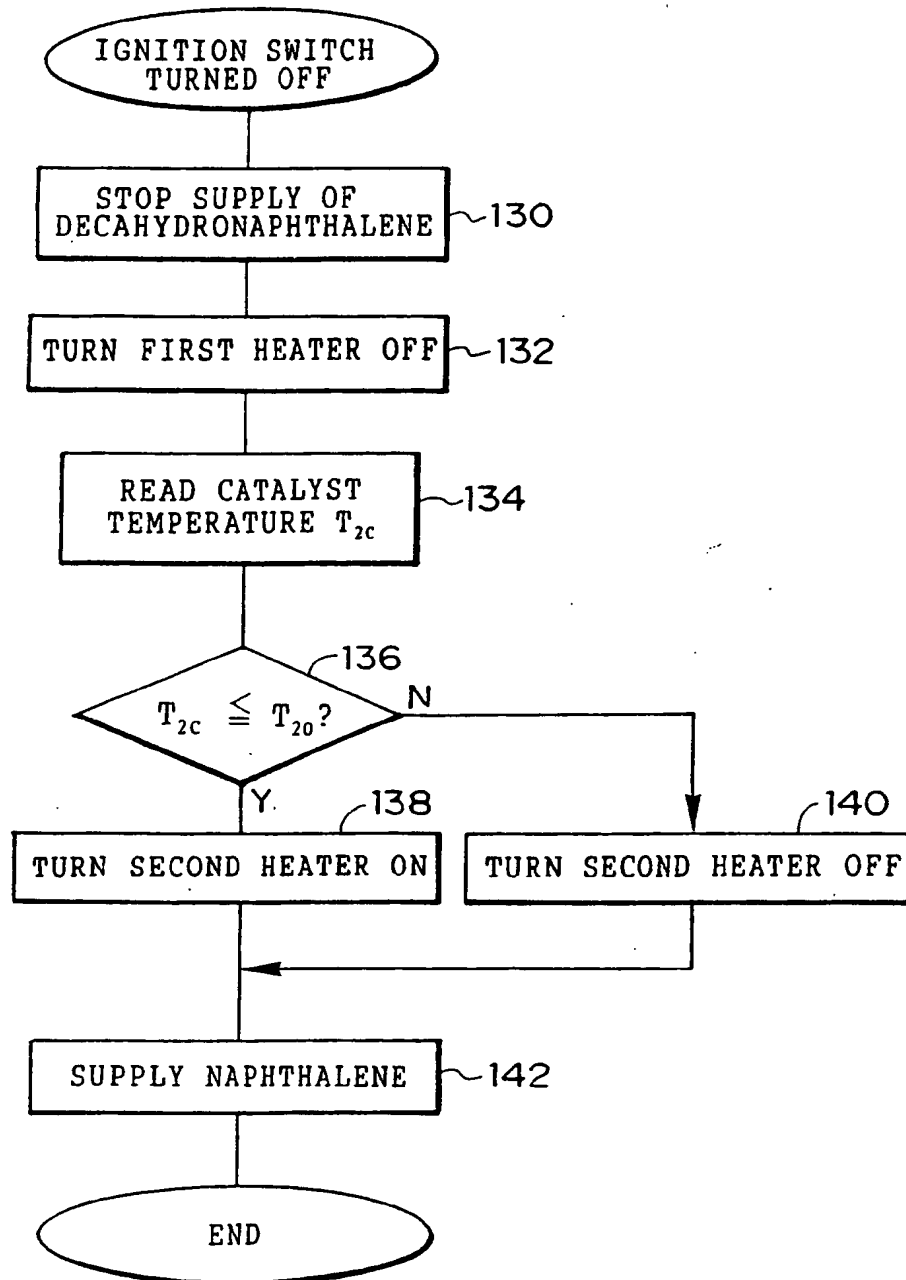 IGNITION SWITCH
TURNED OFF
STOP SUPPLY OF
DECAHYDRONAPHTHALENE
130
TURN FIRST HEATER OFF
132
READ CATALYST
TEMPERATURE T2C
134
136
T2C ≦ T20?
N
Y
138
TURN SECOND HEATER ON
140
TURN SECOND HEATER OFF
SUPPLY NAPHTHALENE
142
END